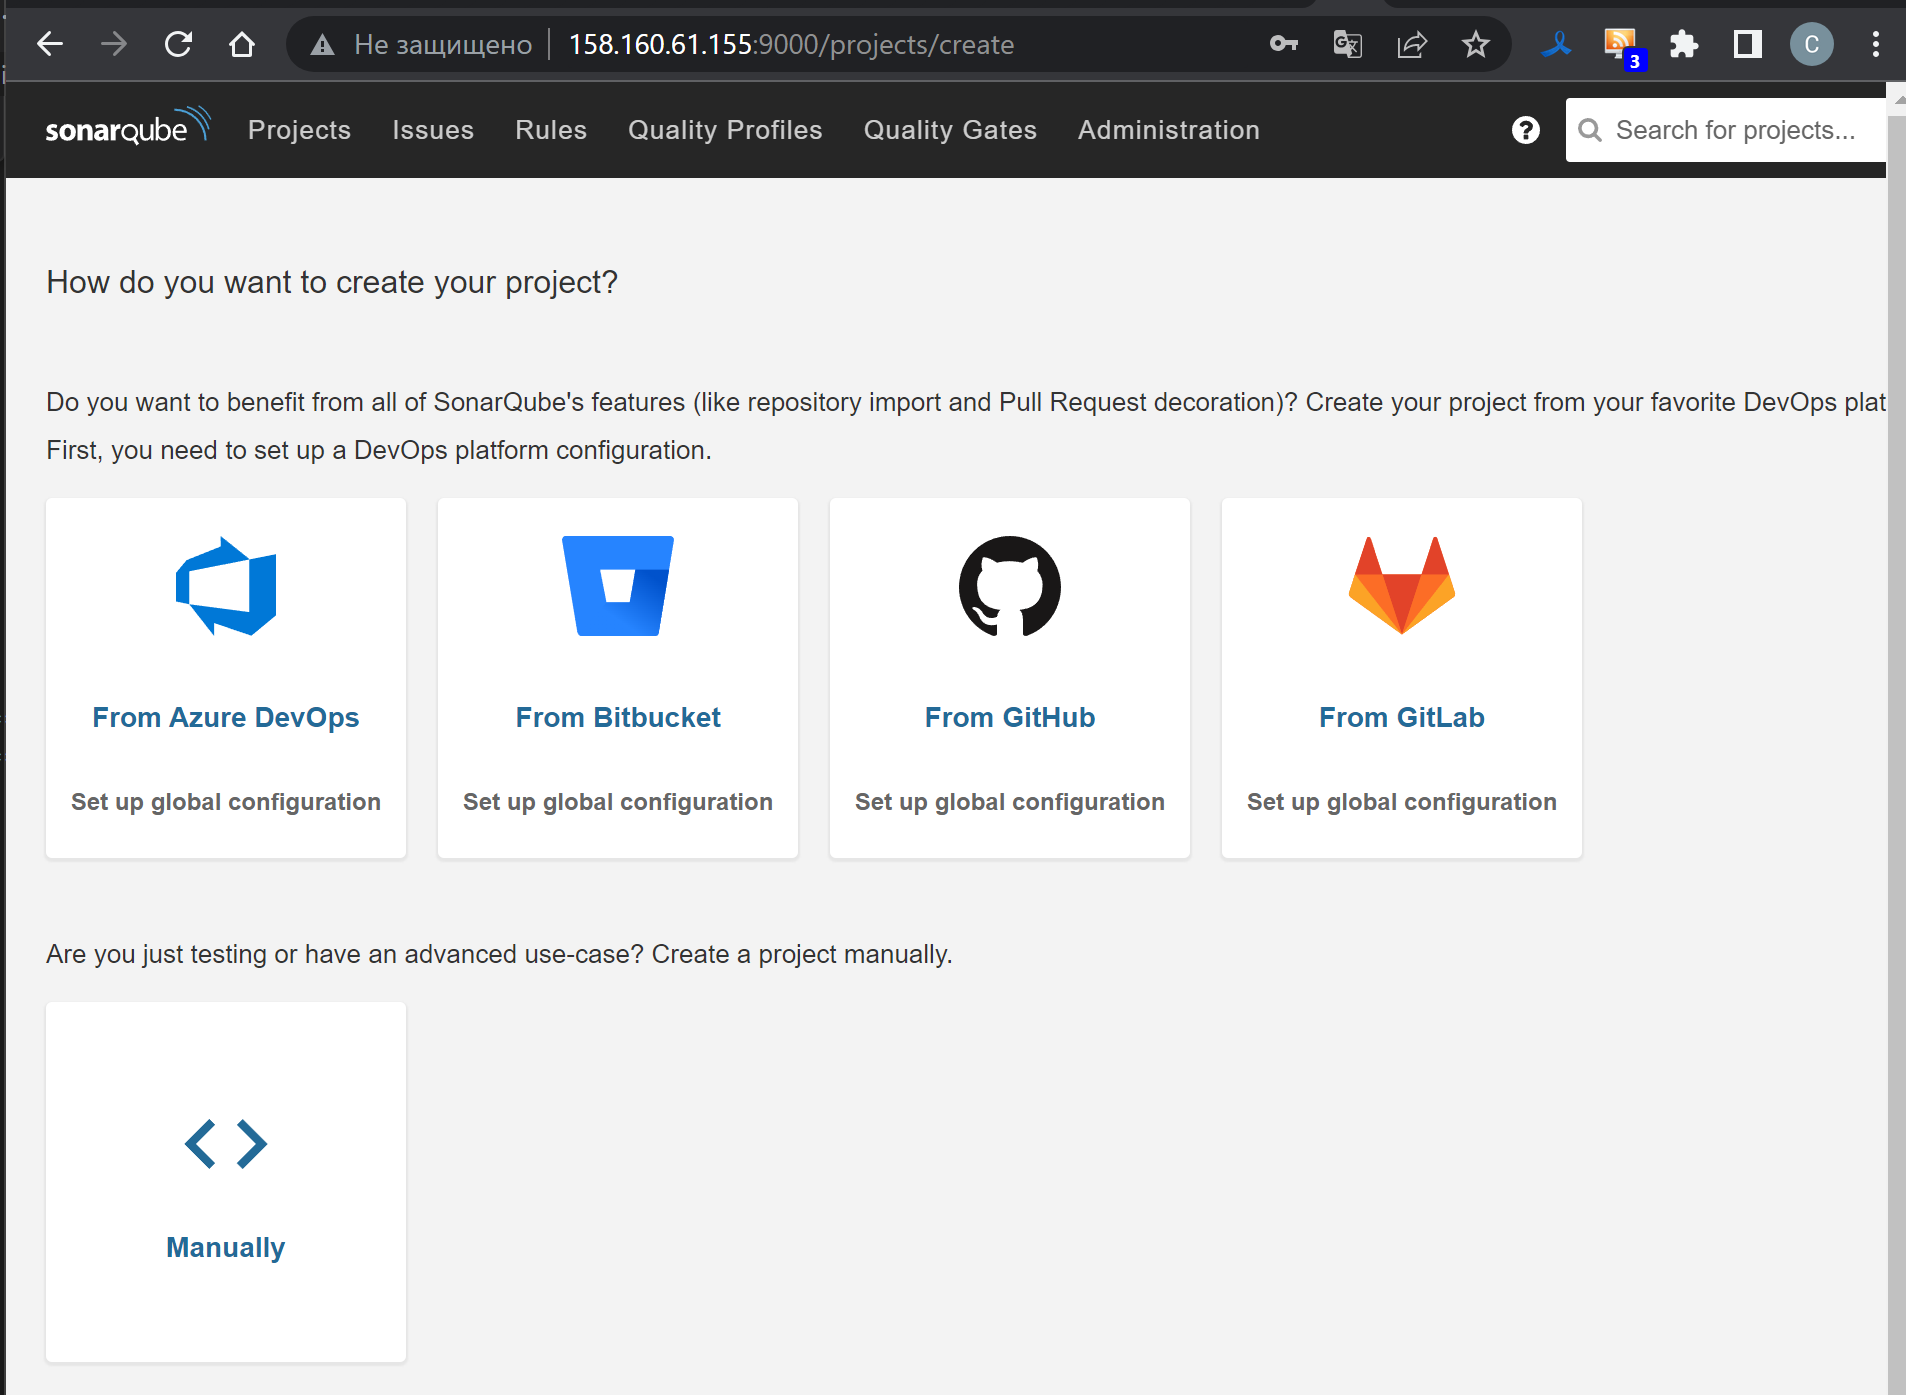 Не защищено 158.160.61.155:9000/projects/create
3
C
sonarqube Projects Issues Rules Quality Profiles Quality Gates Administration ? Search for projects...
How do you want to create your project?
Do you want to benefit from all of SonarQube's features (like repository import and Pull Request decoration)? Create your project from your favorite DevOps plat
First, you need to set up a DevOps platform configuration.
From Azure DevOps
Set up global configuration
From Bitbucket
Set up global configuration
From GitHub
Set up global configuration
From GitLab
Set up global configuration
Are you just testing or have an advanced use-case? Create a project manually.
Manually